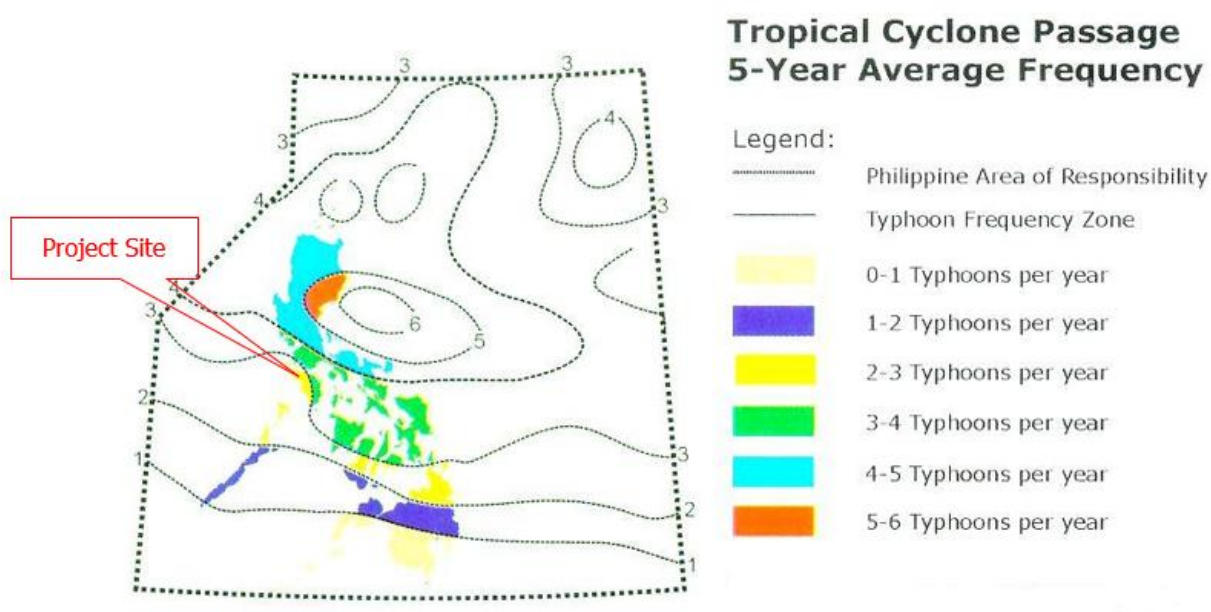 Tropical Cyclone Passage
5-Year Average Frequency
Legend:
Philippine Area of Responsibility
Typhoon Frequency Zone
0-1 Typhoons per year
1-2 Typhoons per year
2-3 Typhoons per year
3-4 Typhoons per year
4-5 Typhoons per year
5-6 Typhoons per year
3
3
4
3
4
3
Project Site
4
3
6
5
2
3
1
2
1